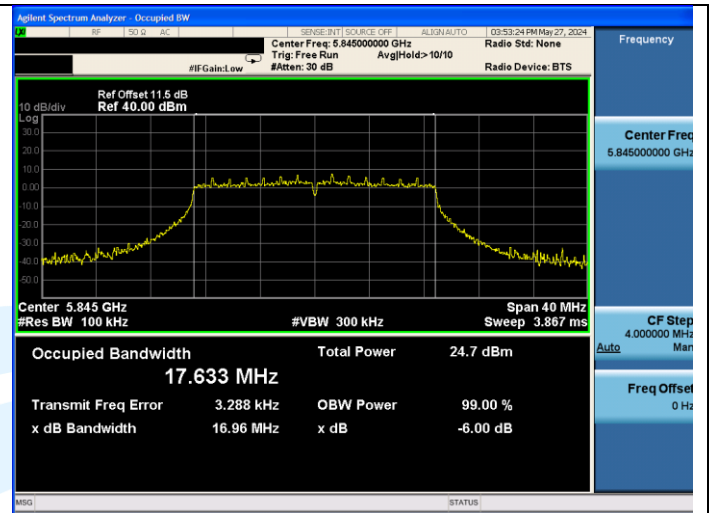 Agilent Spectrum Analyzer - Occupied BW
RF 50 Ω AC SENSE:INT SOURCE OFF ALIGN AUTO 03:53:24 PM May 27, 2024
Center Freq: 5.845000000 GHz Radio Std: None
Trig: Free Run Avg|Hold:>10/10
#IFGain:Low #Atten: 30 dB Radio Device: BTS
Ref Offset 11.5 dB
10 dB/div Ref 40.00 dBm
Log
30.0
20.0
10.0
0.00
-10.0
-20.0
-30.0
-40.0
-50.0
Center 5.845 GHz Span 40 MHz
#Res BW 100 kHz #VBW 300 kHz Sweep 3.867 ms
Occupied Bandwidth Total Power 24.7 dBm
17.633 MHz
Transmit Freq Error 3.288 kHz OBW Power 99.00 %
x dB Bandwidth 16.96 MHz x dB -6.00 dB
MSG STATUS
Frequency
Center Freq
5.845000000 GHz
CF Step
4.000000 MHz
Auto Man
Freq Offset
0 Hz